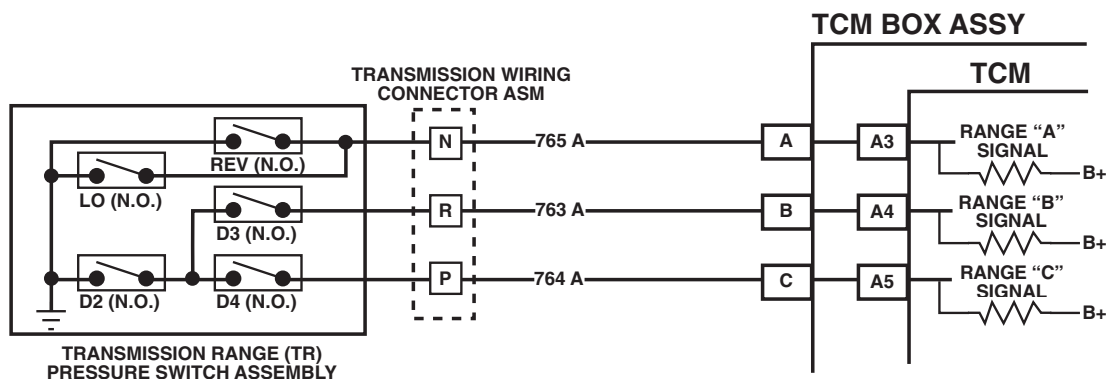 TCM BOX ASSY
TCM
TRANSMISSION WIRING
CONNECTOR ASM
REV (N.O.)
N
765 A
A
A3
RANGE “A”
SIGNAL
B+
LO (N.O.)
D3 (N.O.)
R
763 A
B
A4
RANGE “B”
SIGNAL
B+
D2 (N.O.)
D4 (N.O.)
P
764 A
C
A5
RANGE “C”
SIGNAL
B+
TRANSMISSION RANGE (TR)
PRESSURE SWITCH ASSEMBLY